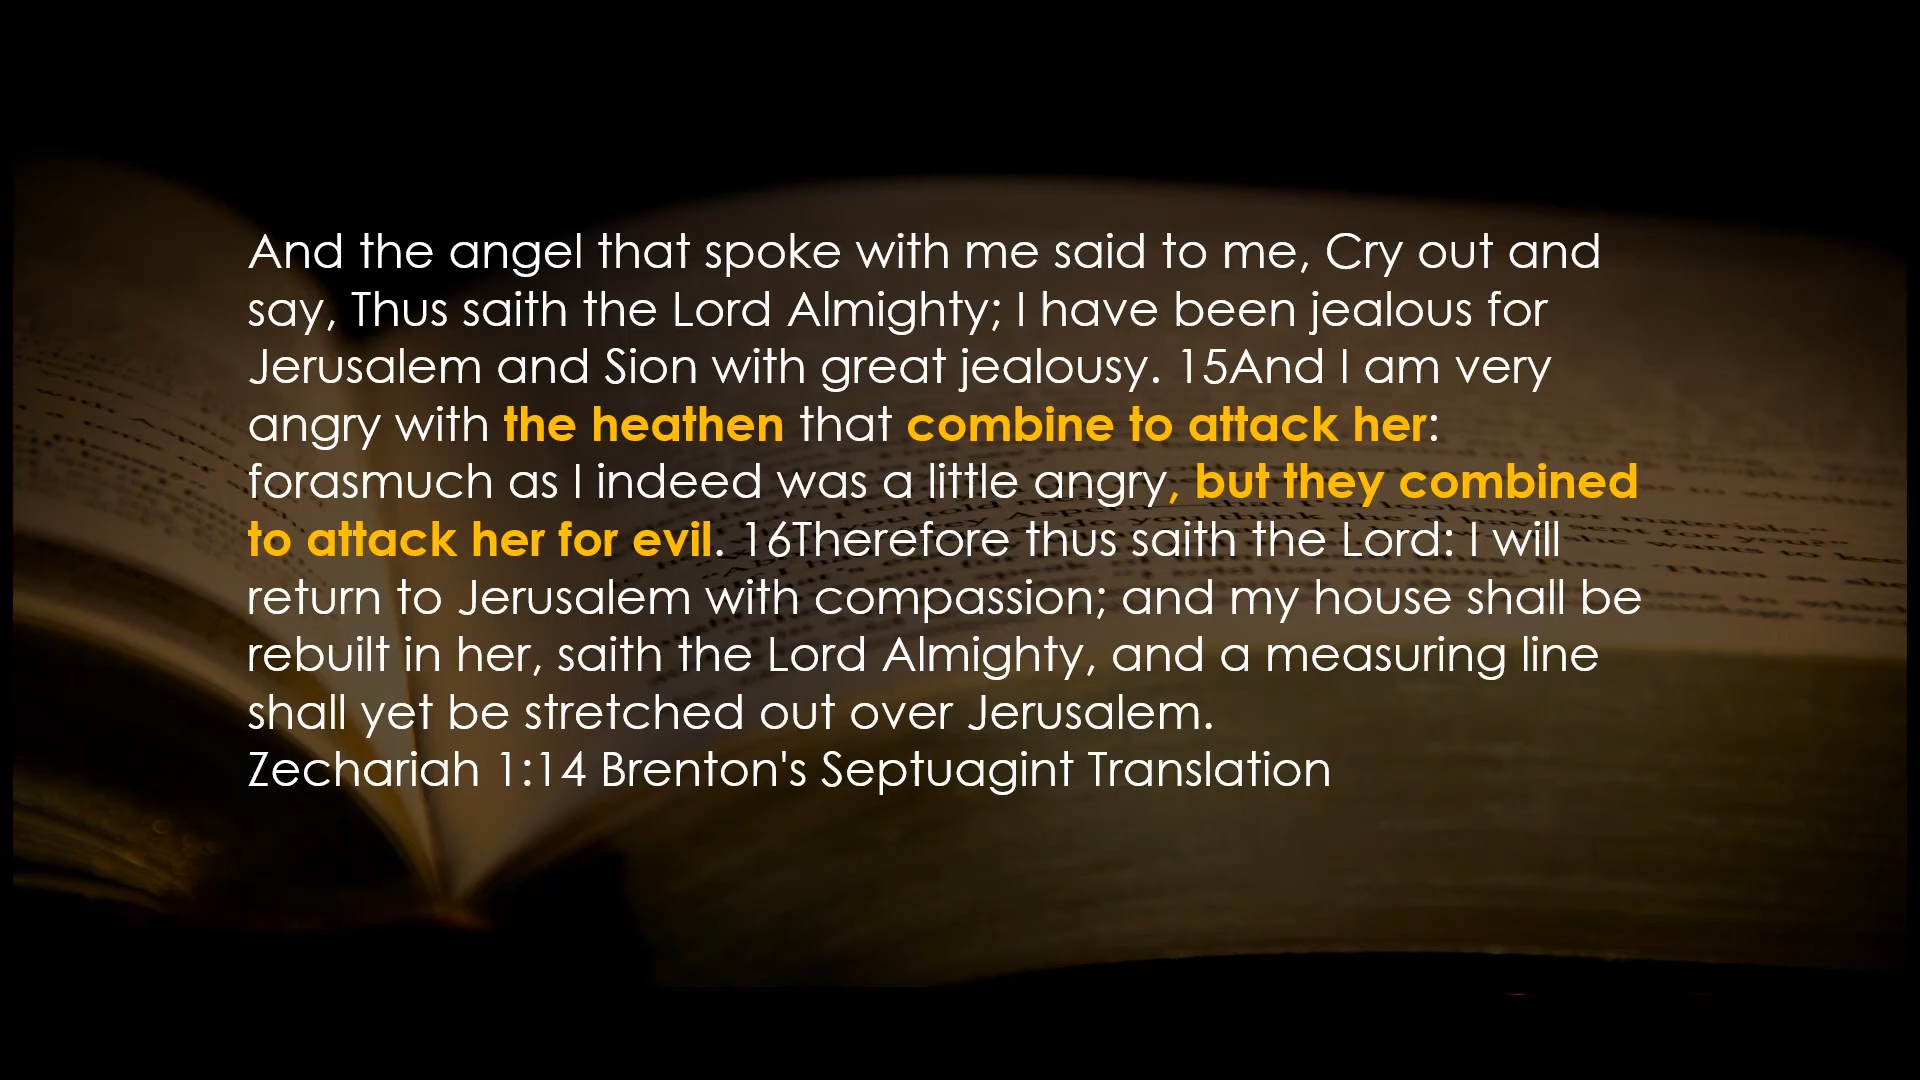 And the angel that spoke with me said to me, Cry out and
say, Thus saith the Lord Almighty; I have been jealous for
Jerusalem and Sion with great jealousy. 15And I am very
angry with the heathen that combine to attack her:
forasmuch as I indeed was a little angry, but they combined
to attack her for evil. 16Therefore thus saith the Lord: I will
return to Jerusalem with compassion; and my house shall be
rebuilt in her, saith the Lord Almighty, and a measuring line
shall yet be stretched out over Jerusalem.
Zechariah 1:14 Brenton's Septuagint Translation